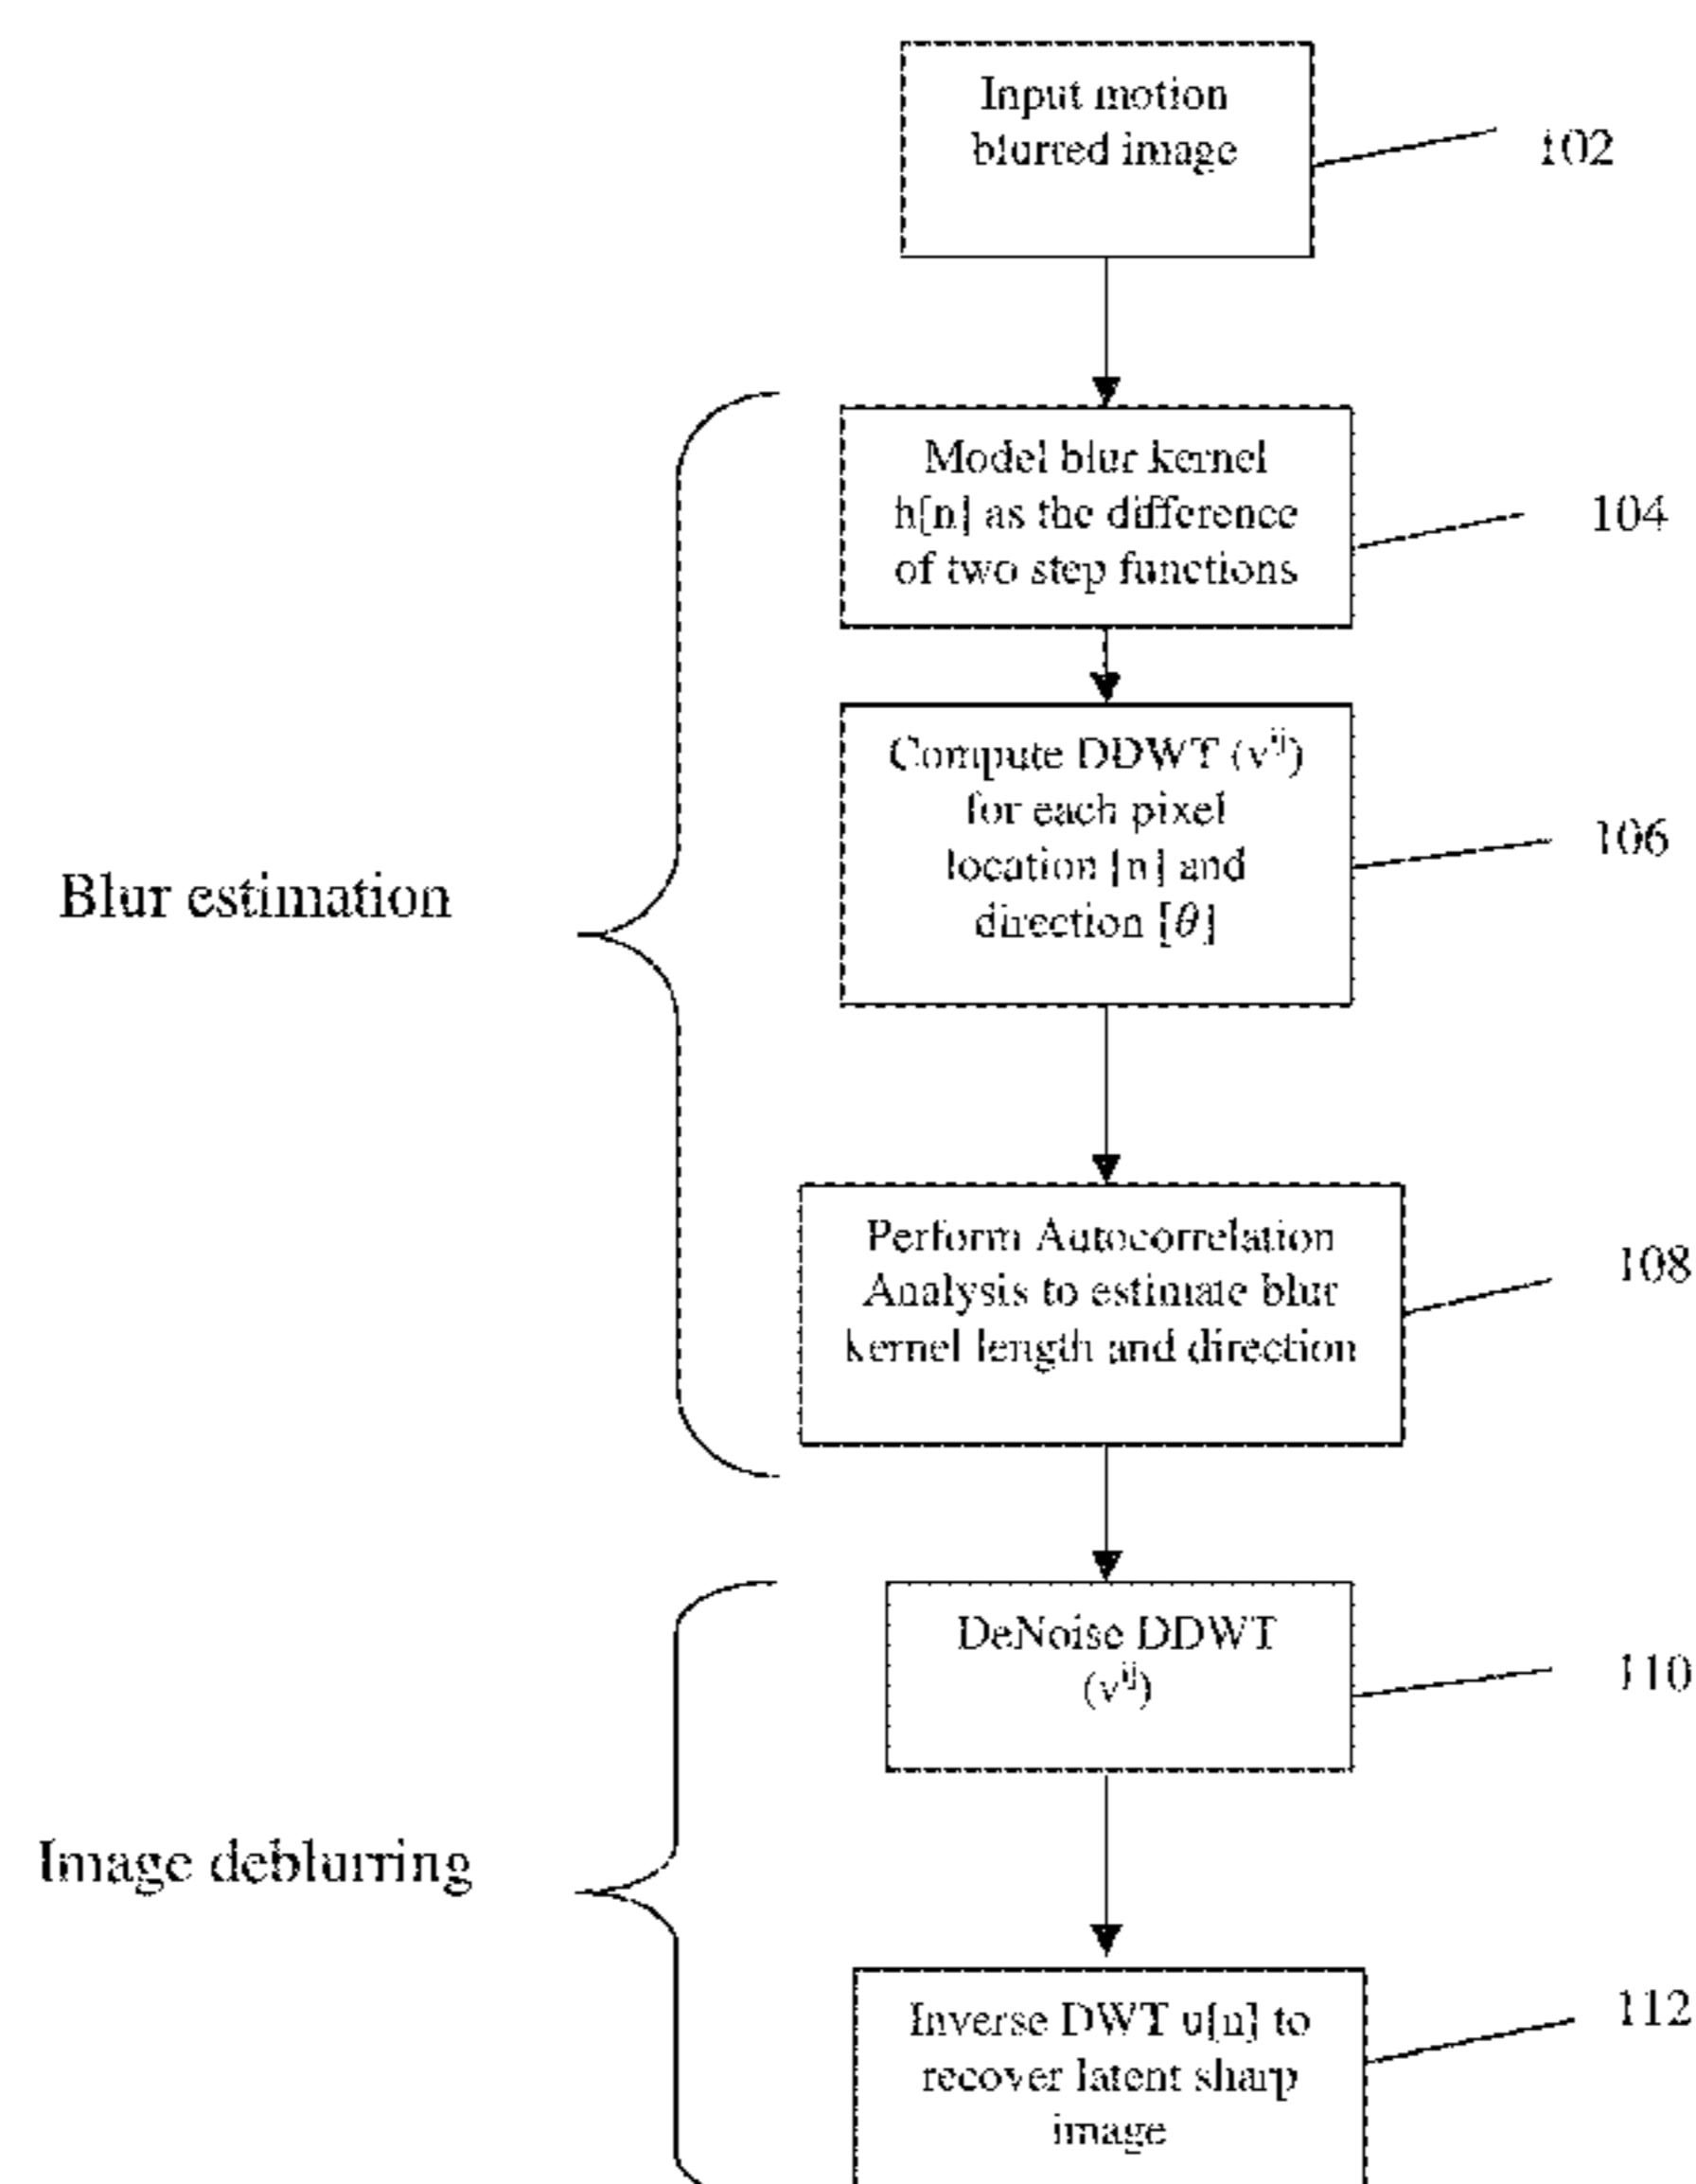 Input motion
blurred image
102
Model blur kernel
h[n] as the difference
of two step functions
104
Compute DDWT (vⁱʲ)
for each pixel
location [n] and
direction [θ]
106
Blur estimation
Perform Autocorrelation
Analysis to estimate blur
kernel length and direction
108
DeNoise DDWT
(vⁱʲ)
110
Image deblurring
Inverse DWT u[n] to
recover latent sharp
image
112